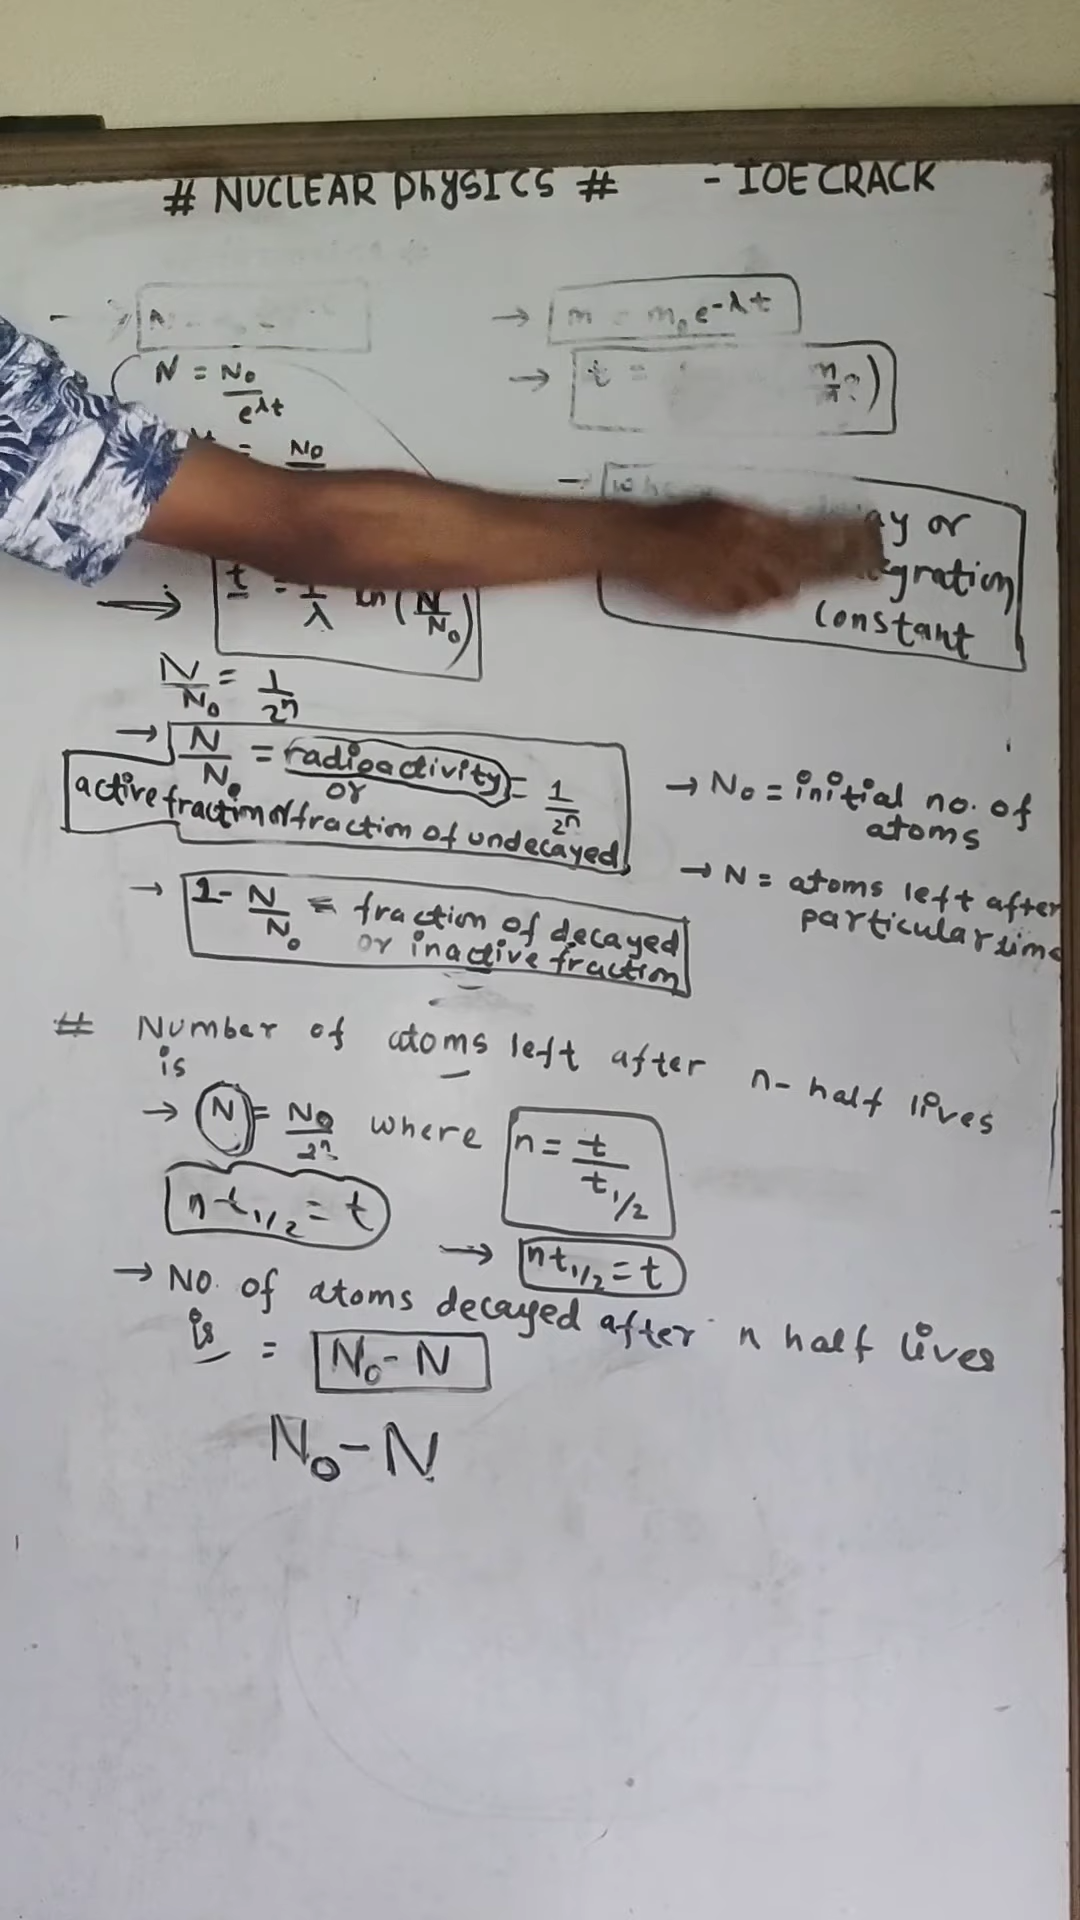 # NUCLEAR PhySICS # - IOE CRACK
m = m₀e^-λt
N = N₀/e^λt
t =
N₀
ay or
gration
constant
t = 1/λ ln(N/N₀)
N/N₀ = 1/2ⁿ
→ N/N₀ = radioactivity = 1/2ⁿ
or
active fraction of fraction of undecayed
→ N₀ = initial no. of
atoms
→ N = atoms left after
particular time
→ 1 - N/N₀ = fraction of decayed
or inactive fraction
# Number of atoms left after n-half lives
is
→ N = N₀/2ⁿ where n = t/t₁/₂
n t₁/₂ = t
→ nt₁/₂ = t
→ NO. of atoms decayed after n half lives
is = N₀ - N
N₀ - N